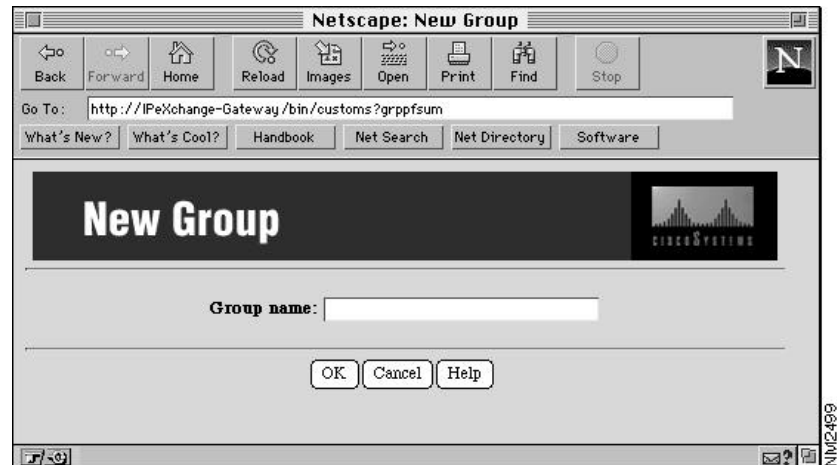 Netscape: New Group
Back Forward Home Reload Images Open Print Find Stop
N
Go To: http://IPeXchange-Gateway/bin/customs?grppfsum
What's New? What's Cool? Handbook Net Search Net Directory Software
New Group
CISCO SYSTEMS
Group name:
OK Cancel Help
NM2499